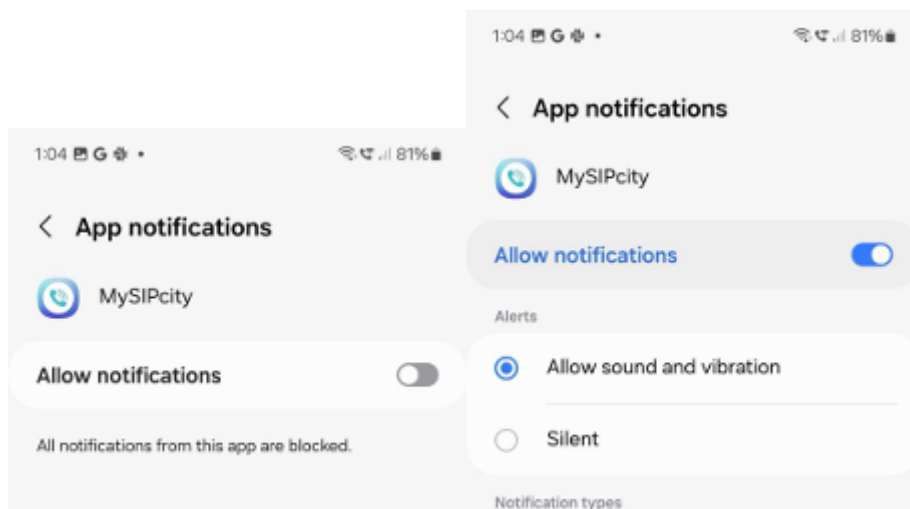 1:04 G
81%
App notifications
MySIPcity
Allow notifications
All notifications from this app are blocked.
1:04 G
81%
App notifications
MySIPcity
Allow notifications
Alerts
Allow sound and vibration
Silent
Notification types